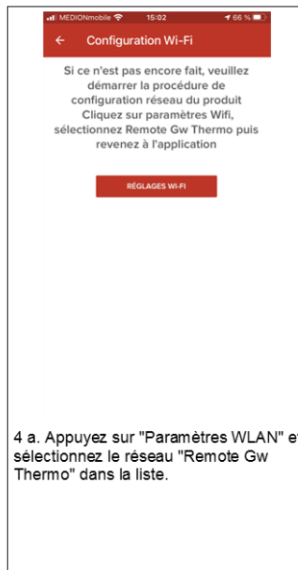 MEDIONmobile 15:02 66 %
← Configuration Wi-Fi
Si ce n'est pas encore fait, veuillez
démarrer la procédure de
configuration réseau du produit
Cliquez sur paramètres Wifi,
sélectionnez Remote Gw Thermo puis
revenez à l'application
RÉGLAGES WI-FI
4 a. Appuyez sur "Paramètres WLAN" et
sélectionnez le réseau "Remote Gw
Thermo" dans la liste.